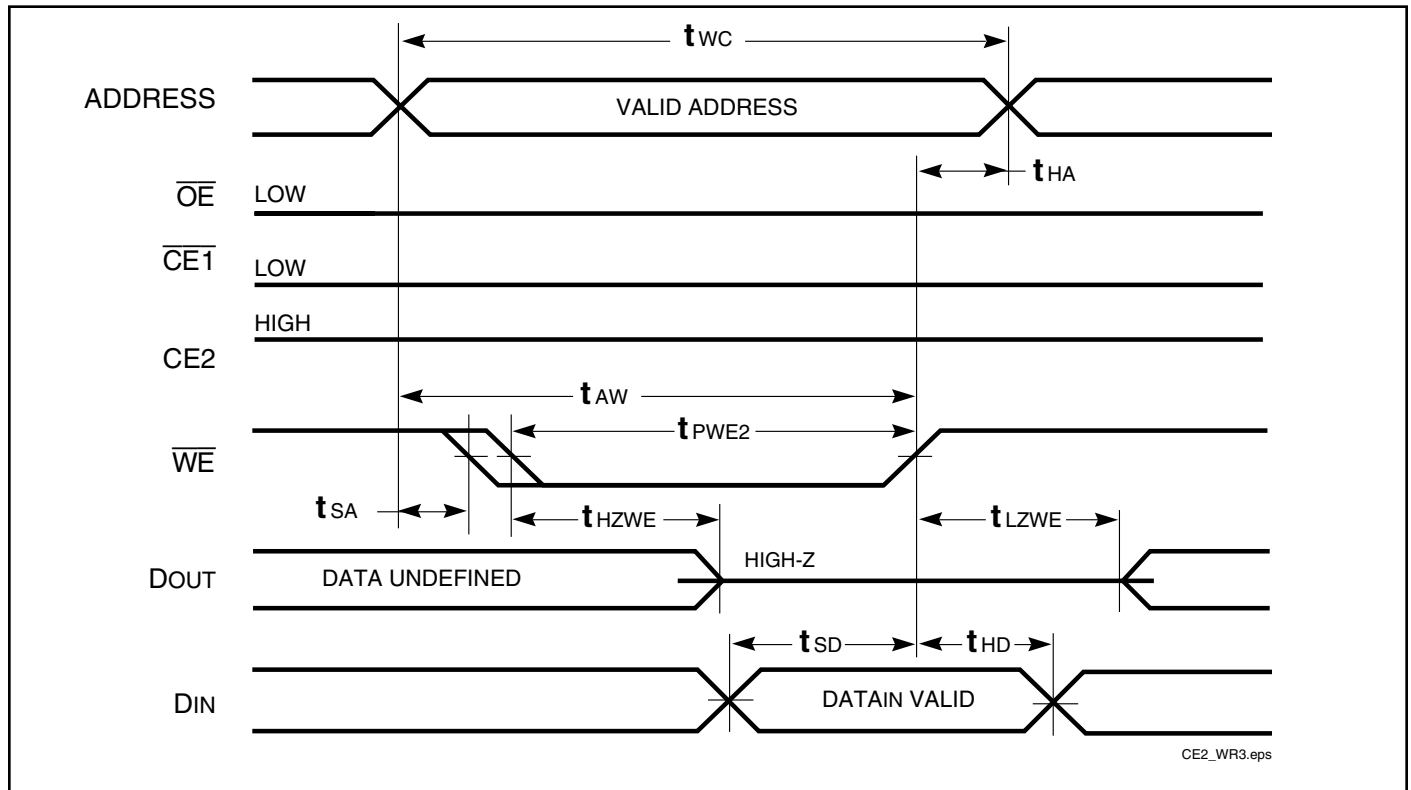 tWC
ADDRESS
VALID ADDRESS
tHA
OE LOW
CE1 LOW
HIGH
CE2
tAW
tPWE2
WE
tSA
tHZWE
tLZWE
DOUT
DATA UNDEFINED
HIGH-Z
tSD
tHD
DIN
DATAIN VALID
CE2_WR3.eps